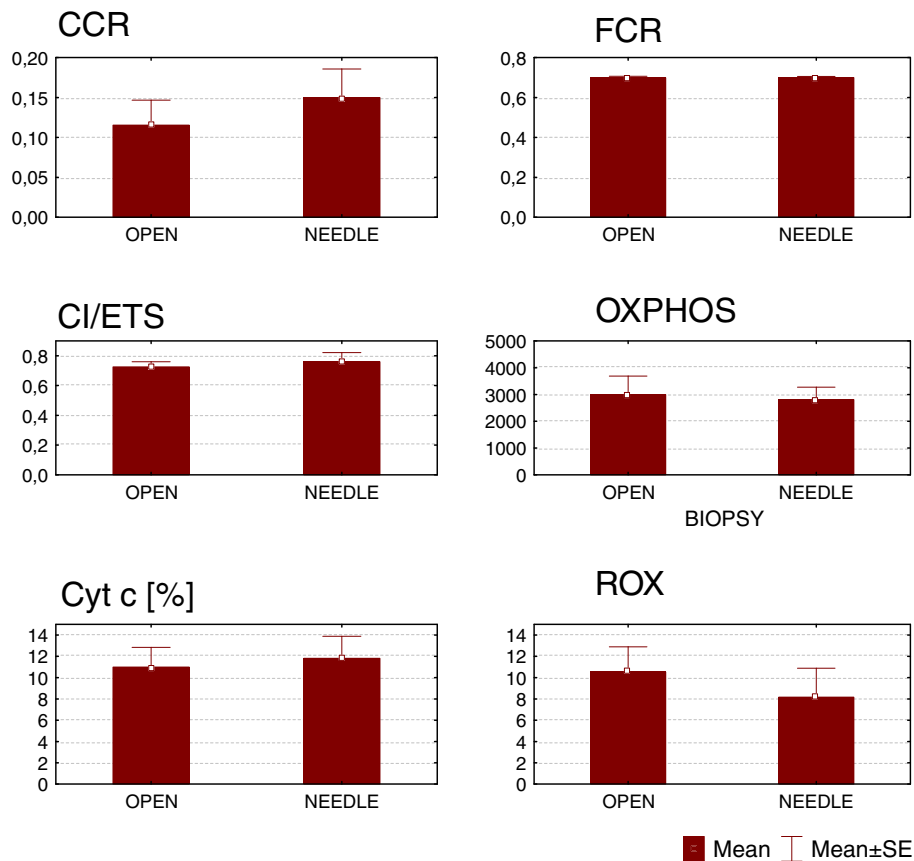 CCR
0,20
0,15
0,10
0,05
0,00
OPEN NEEDLE
FCR
0,8
0,6
0,4
0,2
0,0
OPEN NEEDLE
CI/ETS
0,8
0,6
0,4
0,2
0,0
OPEN NEEDLE
OXPHOS
5000
4000
3000
2000
1000
0
OPEN NEEDLE
BIOPSY
Cyt c [%]
14
12
10
8
6
4
2
0
OPEN NEEDLE
ROX
14
12
10
8
6
4
2
0
OPEN NEEDLE
Mean Mean±SE